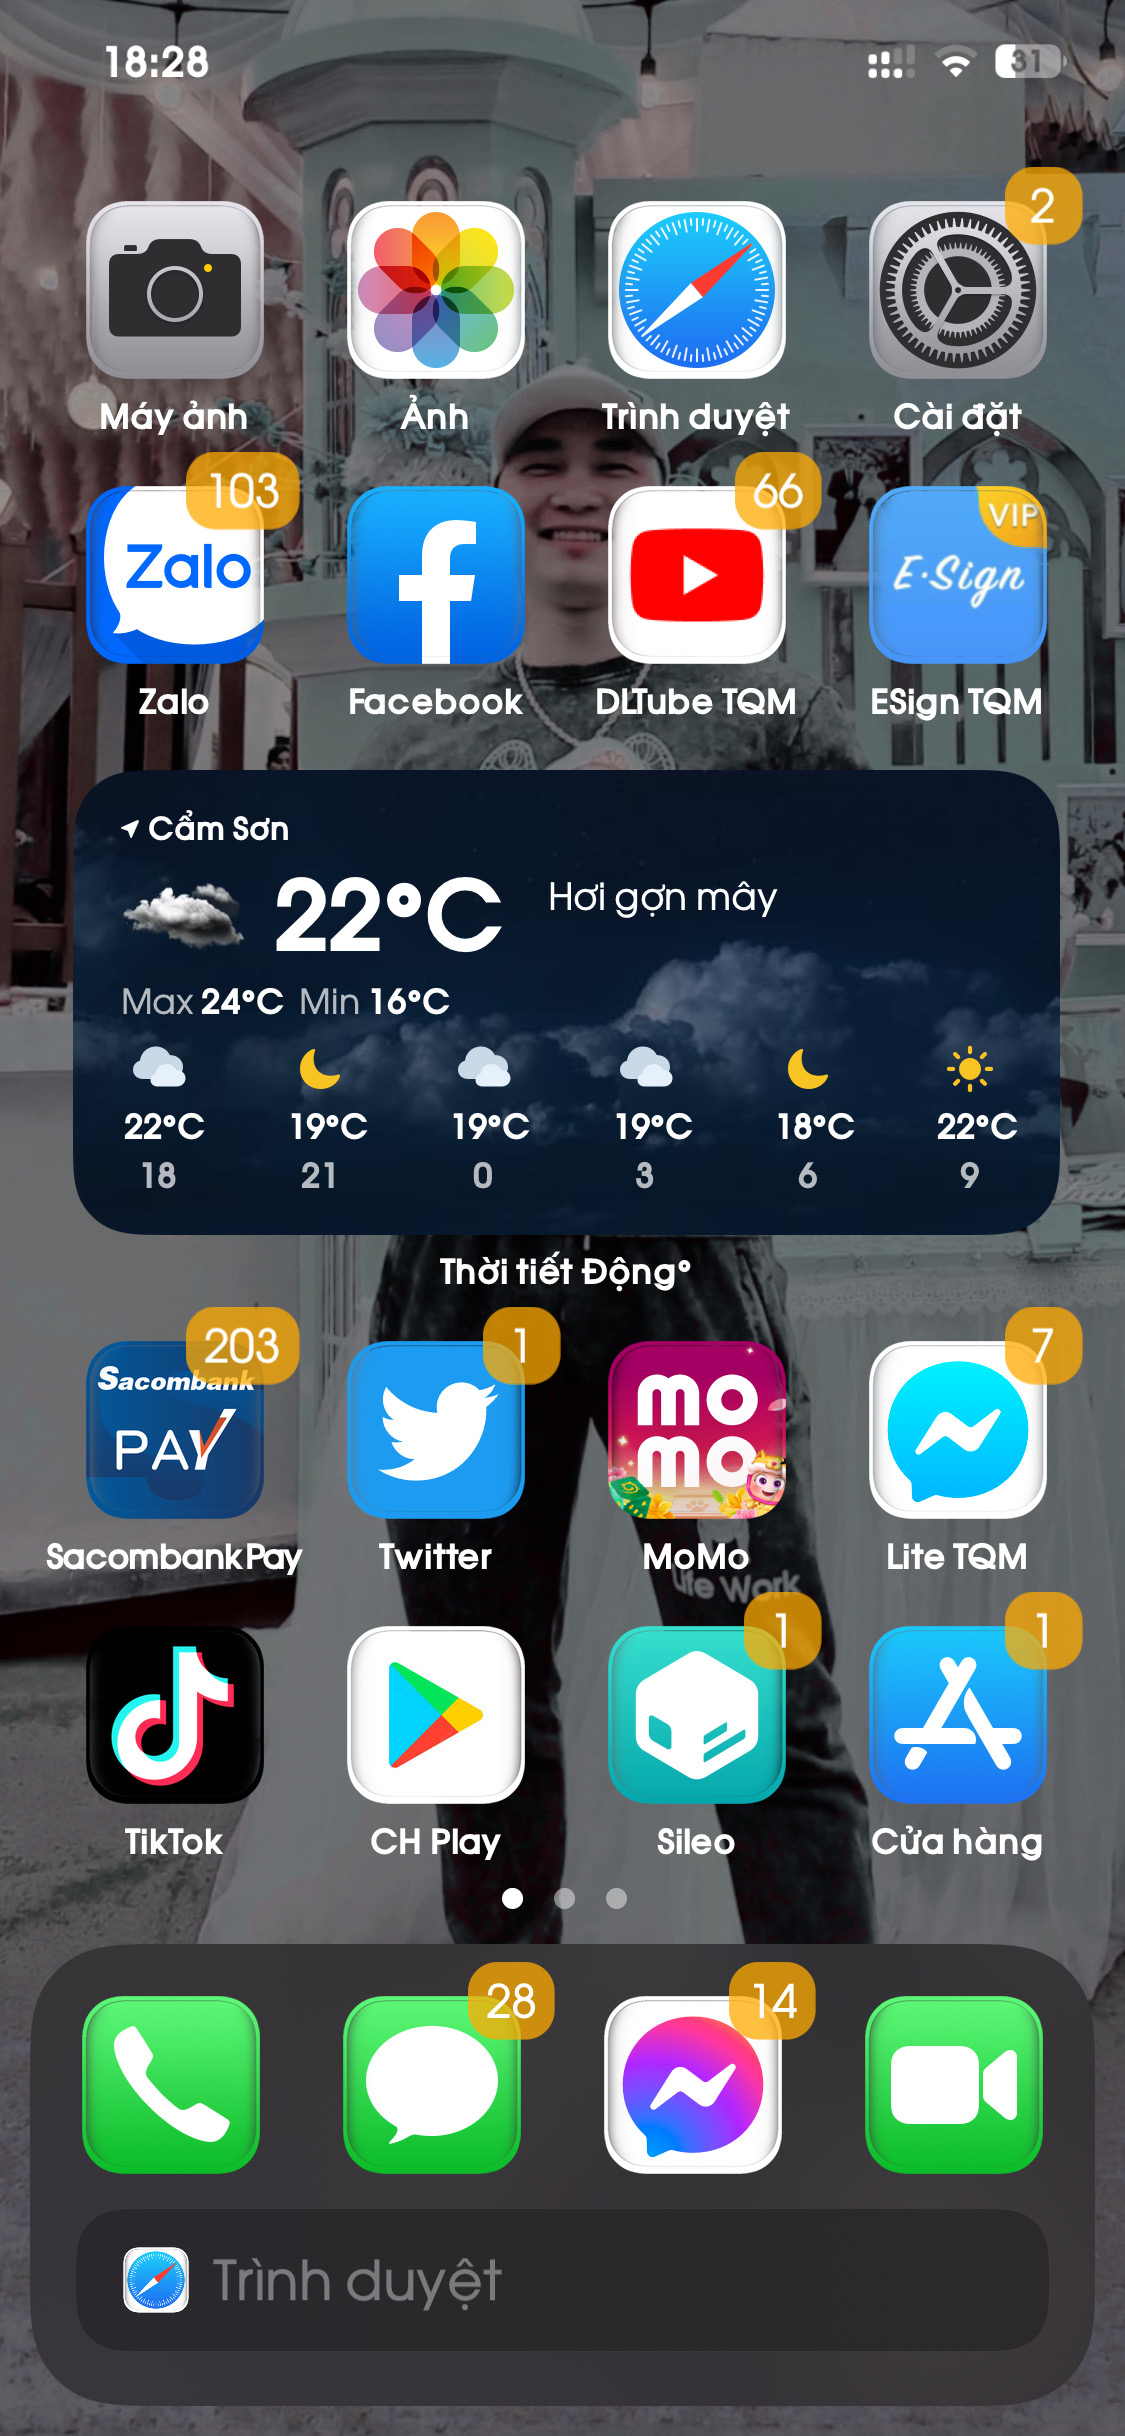 18:28
31
2
Máy ảnh
Ảnh
Trình duyệt
Cài đặt
103
66
VIP
Zalo
E·Sign
Zalo
Facebook
DLTube TQM
ESign TQM
Cẩm Sơn
22°C
Hơi gợn mây
Max 24°C Min 16°C
22°C 19°C 19°C 19°C 18°C 22°C
18 21 0 3 6 9
Thời tiết Động°
203
1
7
Sacombank
PAY
mo
mo
SacombankPay
Twitter
MoMo
Lite TQM
Life Work
1
1
TikTok
CH Play
Sileo
Cửa hàng
28
14
Trình duyệt